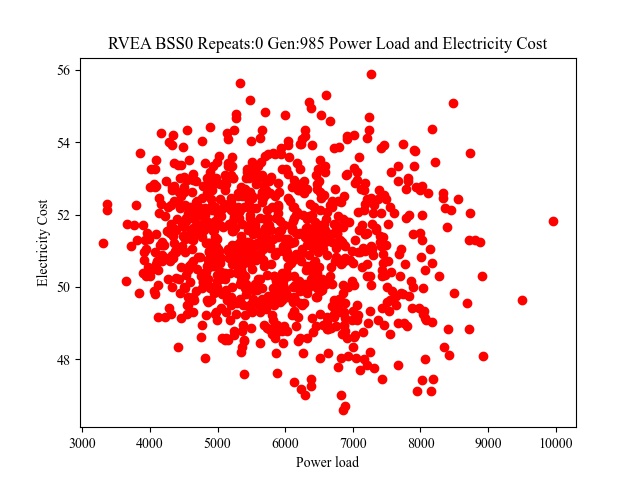 RVEA BSS0 Repeats:0 Gen:985 Power Load and Electricity Cost
56
54
52
50
48
Electricity Cost
3000 4000 5000 6000 7000 8000 9000 10000
Power load